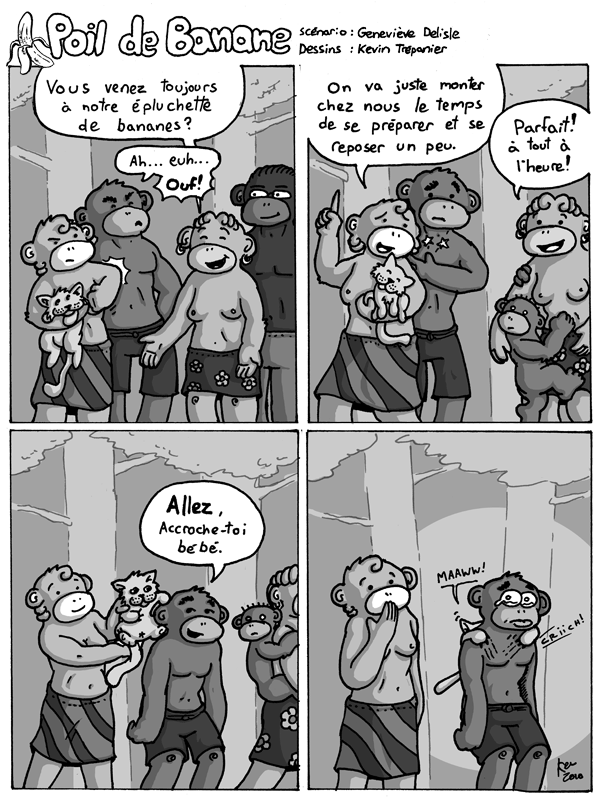 Poil de Banane
scénario : Geneviève Delisle
Dessins : Kevin Trépanier
Vous venez toujours
à notre épluchette
de bananes?
Ah... euh...
Ouf!
On va juste monter
chez nous le temps
de se préparer et se
reposer un peu.
Parfait!
à tout à
l'heure!
Allez,
Accroche-toi
bébé.
MAAWW!
CRIICH!
Kev
2010